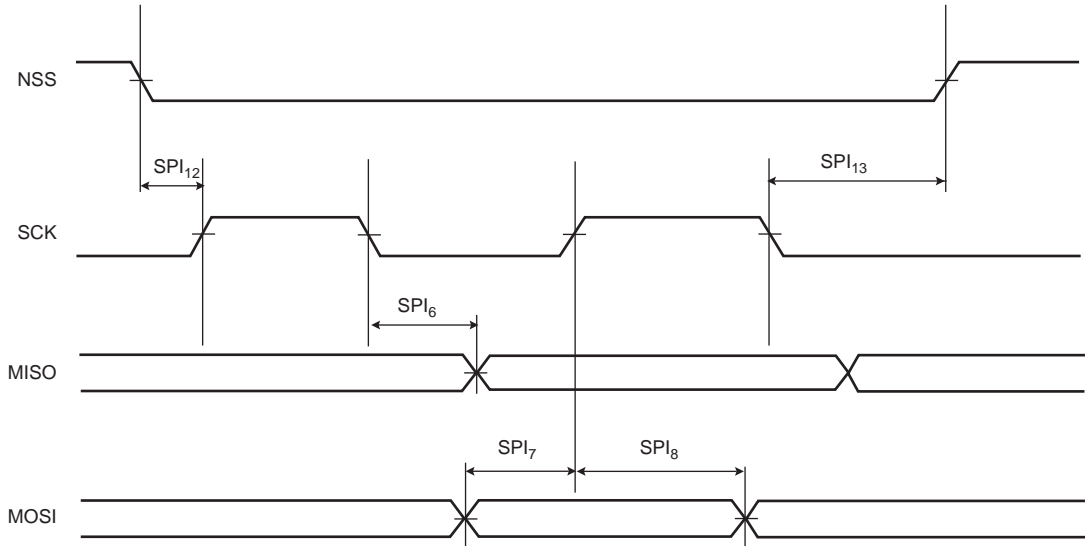 NSS
SPI₁₂
SPI₁₃
SCK
SPI₆
MISO
SPI₇
SPI₈
MOSI